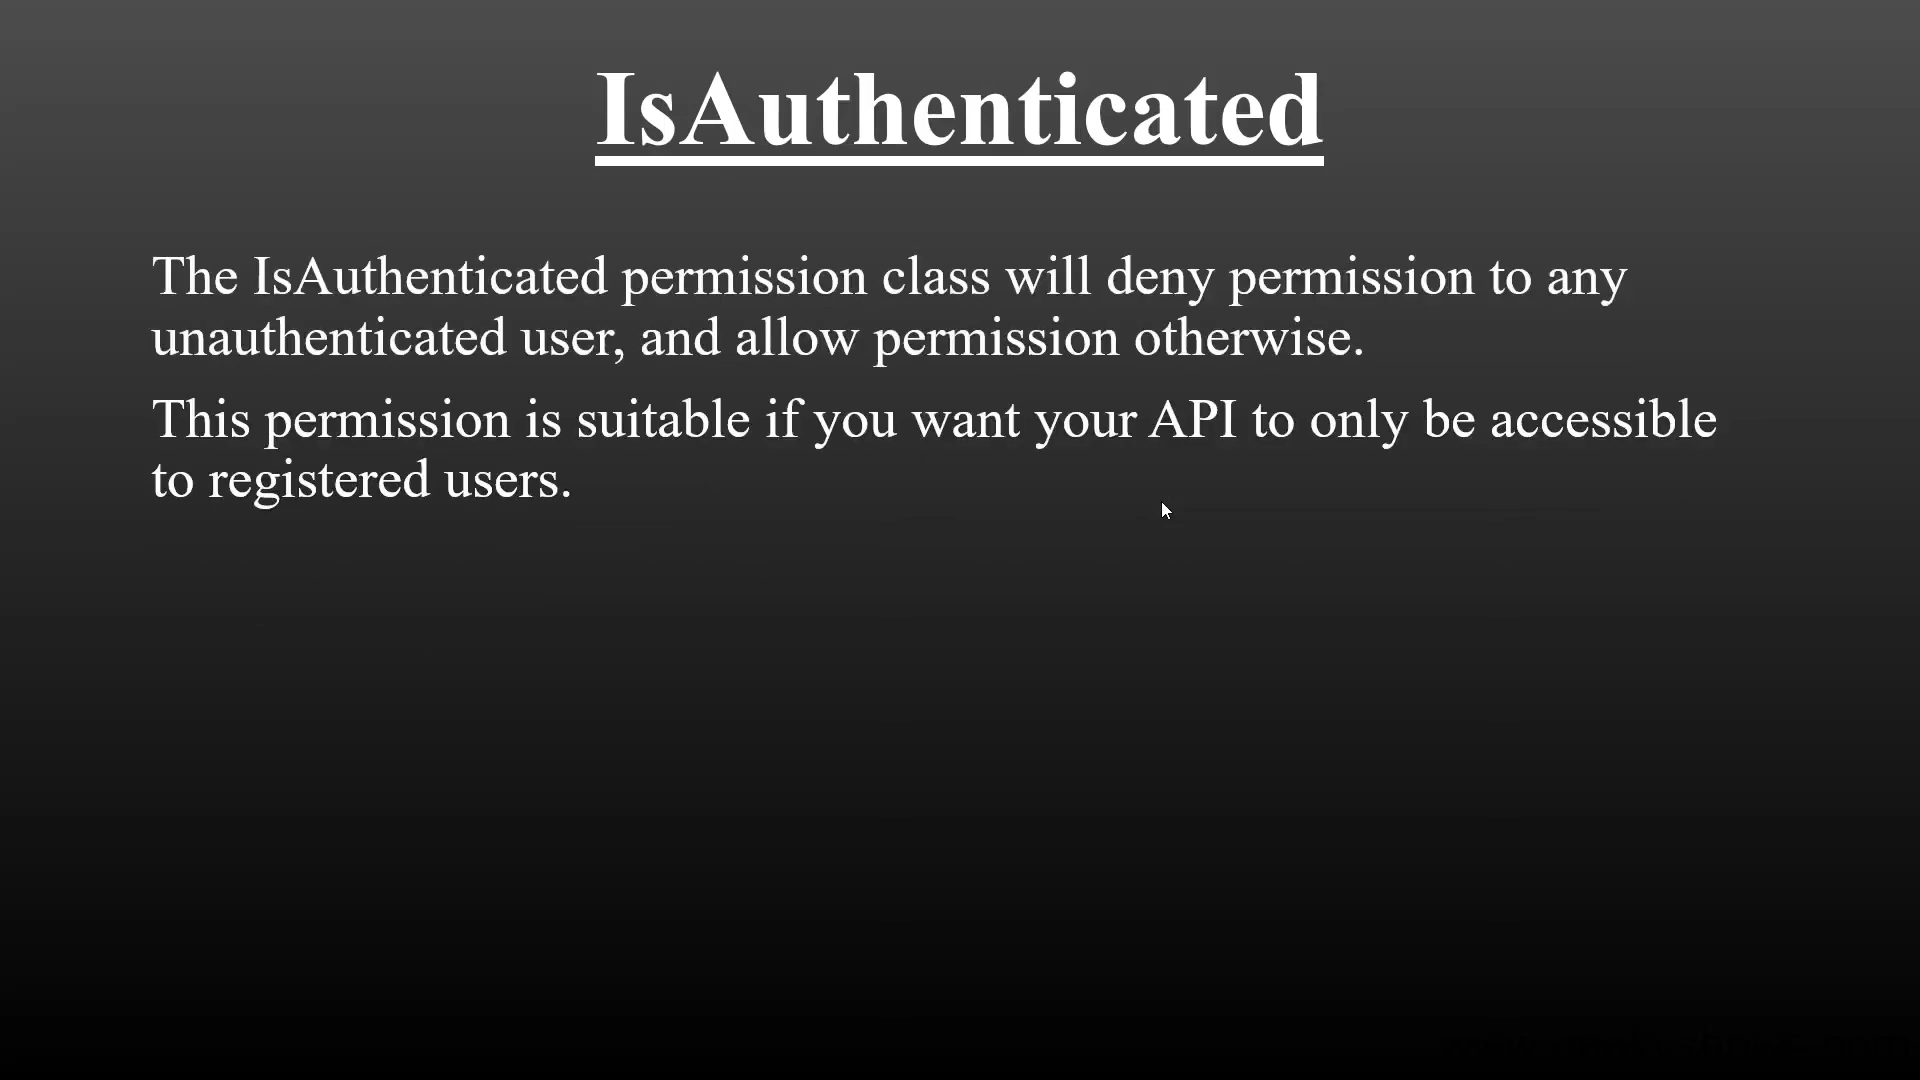 IsAuthenticated
The IsAuthenticated permission class will deny permission to any
unauthenticated user, and allow permission otherwise.
This permission is suitable if you want your API to only be accessible
to registered users.